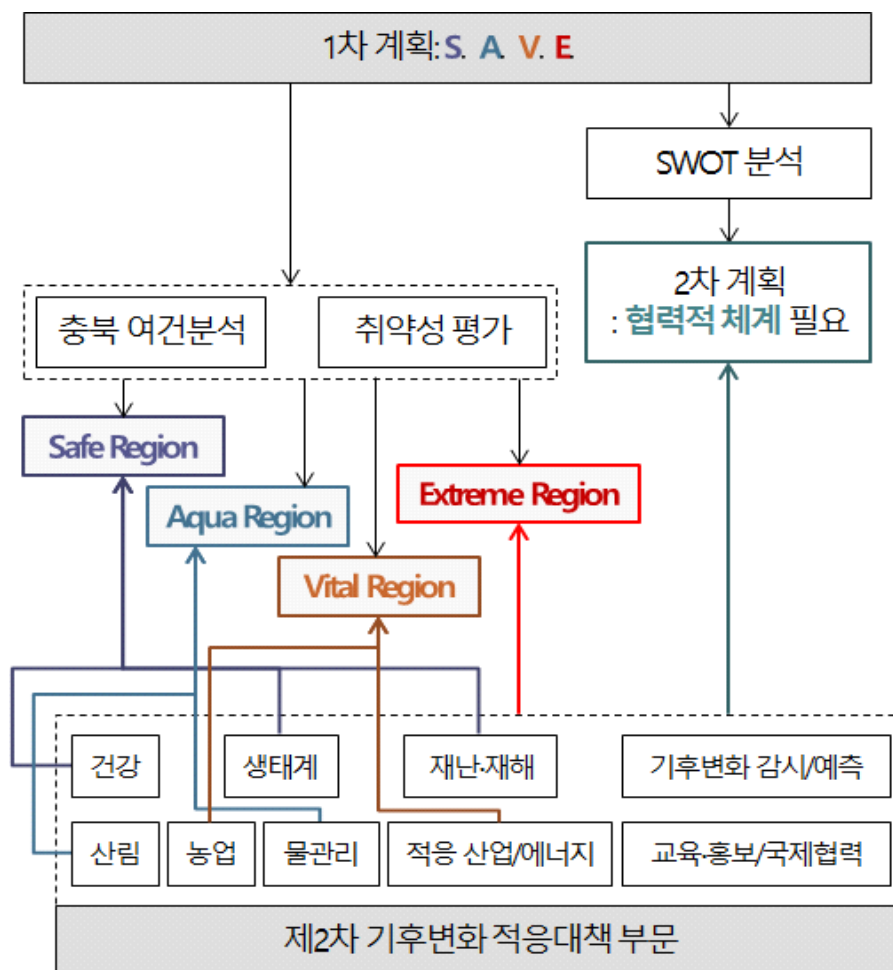 1차 계획: S. A. V. E
SWOT 분석
2차 계획
: 협력적 체계 필요
충북 여건분석
취약성 평가
Safe Region
Extreme Region
Aqua Region
Vital Region
건강
생태계
재난·재해
기후변화 감시/예측
산림
농업
물관리
적응 산업/에너지
교육·홍보/국제협력
제2차 기후변화 적응대책 부문